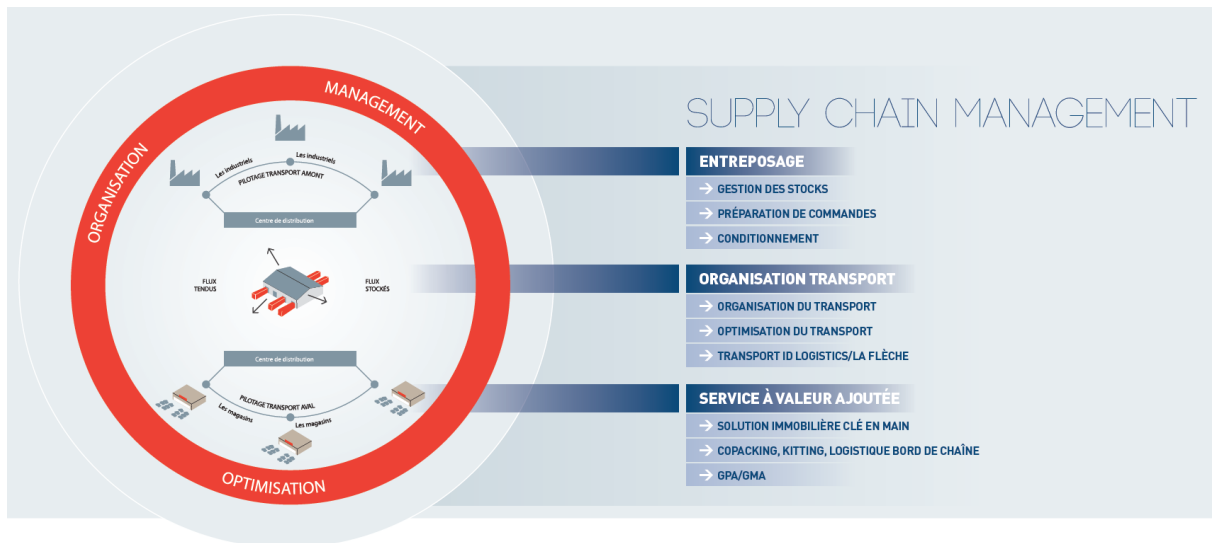 MANAGEMENT
ORGANISATION
Les industriels
Les industriels
PILOTAGE TRANSPORT AMONT
Centre de distribution
FLUX
TENDUS
FLUX
STOCKÉS
Centre de distribution
PILOTAGE TRANSPORT AVAL
Les magasins
Les magasins
OPTIMISATION
SUPPLY CHAIN MANAGEMENT
ENTREPOSAGE
→ GESTION DES STOCKS
→ PRÉPARATION DE COMMANDES
→ CONDITIONNEMENT
ORGANISATION TRANSPORT
→ ORGANISATION DU TRANSPORT
→ OPTIMISATION DU TRANSPORT
→ TRANSPORT ID LOGISTICS/LA FLÈCHE
SERVICE À VALEUR AJOUTÉE
→ SOLUTION IMMOBILIÈRE CLÉ EN MAIN
→ COPACKING, KITTING, LOGISTIQUE BORD DE CHAÎNE
→ GPA/GMA